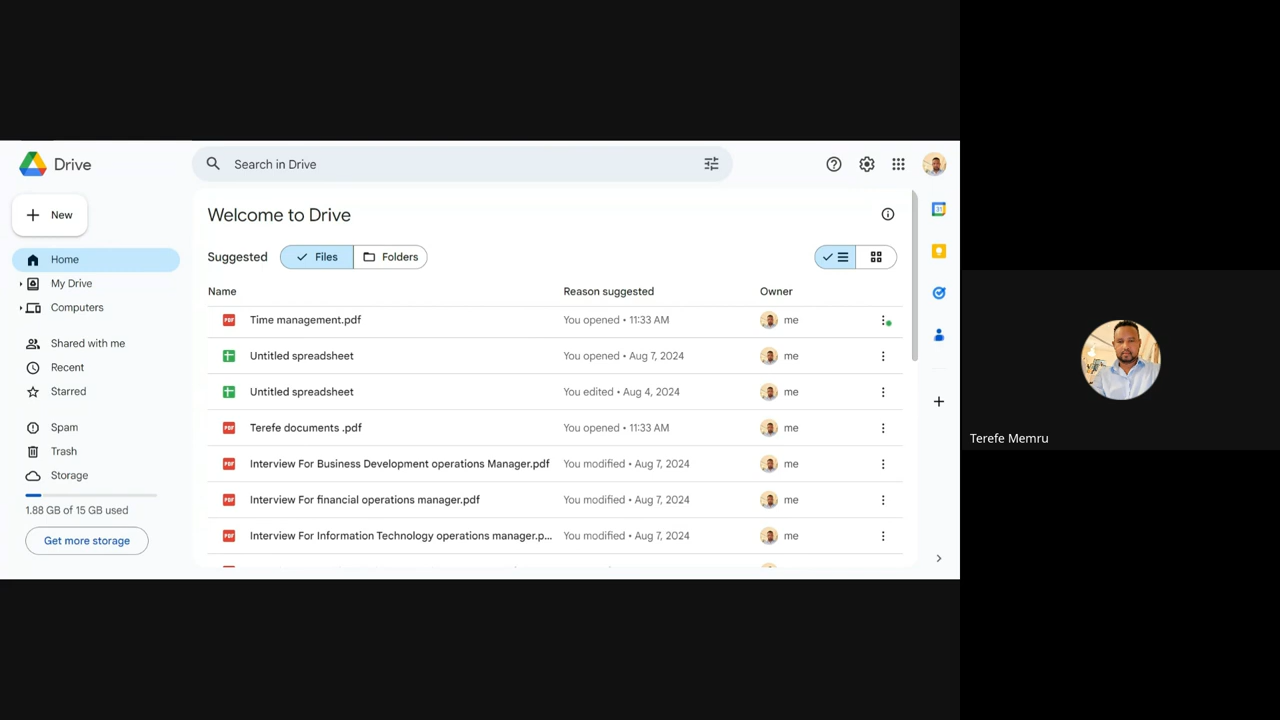 Drive
Search in Drive
New
Welcome to Drive
Home
My Drive
Computers
Shared with me
Recent
Starred
Spam
Trash
Storage
1.88 GB of 15 GB used
Get more storage
Suggested Files Folders
Name Reason suggested Owner
Time management.pdf You opened • 11:33 AM me
Untitled spreadsheet You opened • Aug 7, 2024 me
Untitled spreadsheet You edited • Aug 4, 2024 me
Terefe documents .pdf You opened • 11:33 AM me
Interview For Business Development operations Manager.pdf You modified • Aug 7, 2024 me
Interview For financial operations manager.pdf You modified • Aug 7, 2024 me
Interview For Information Technology operations manager.p... You modified • Aug 7, 2024 me
Terefe Memru